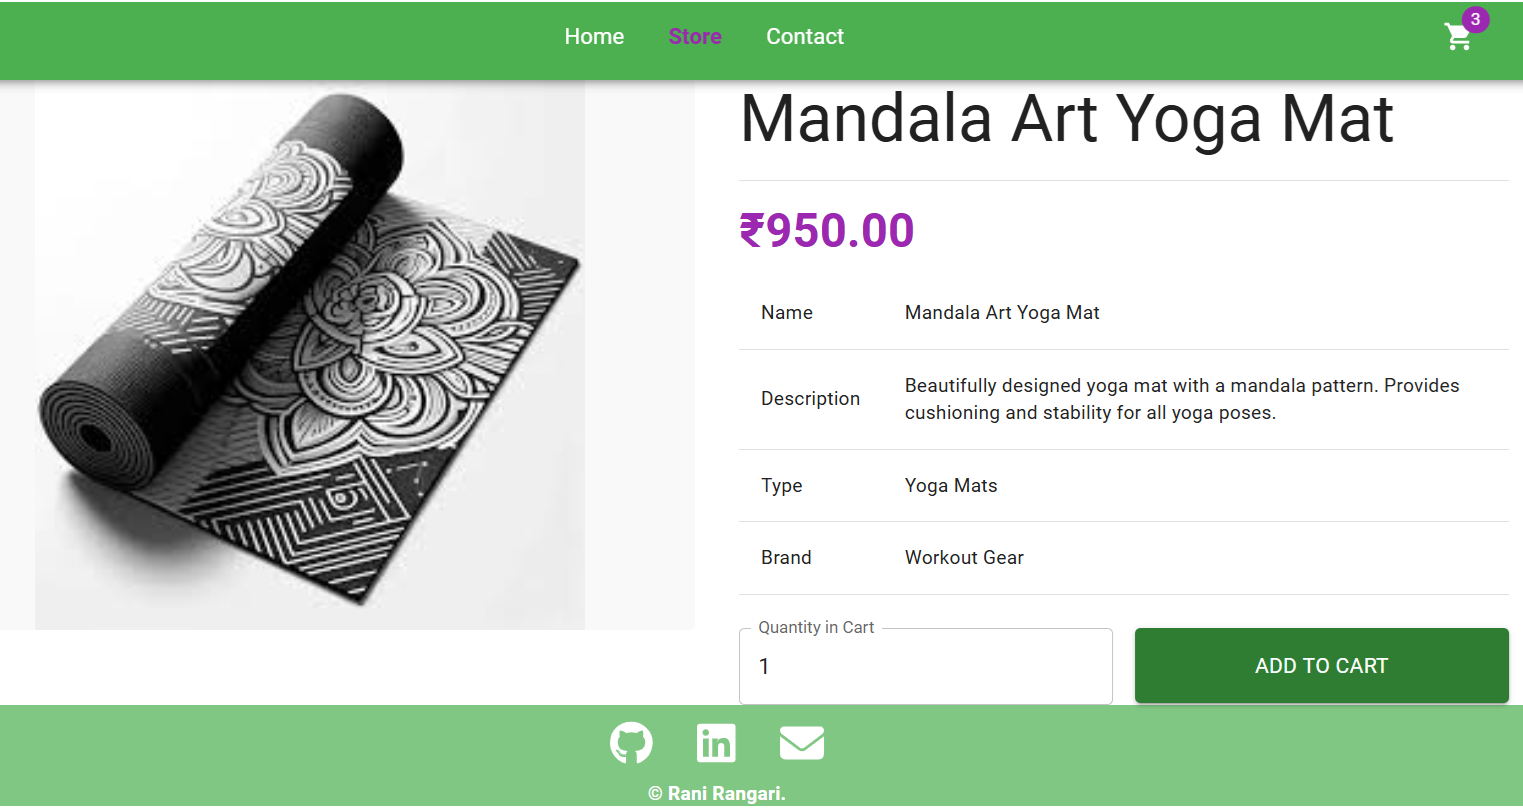 Home Store Contact 3
Mandala Art Yoga Mat
₹950.00
Name Mandala Art Yoga Mat
Description Beautifully designed yoga mat with a mandala pattern. Provides
cushioning and stability for all yoga poses.
Type Yoga Mats
Brand Workout Gear
Quantity in Cart
1 ADD TO CART
in
© Rani Rangari.